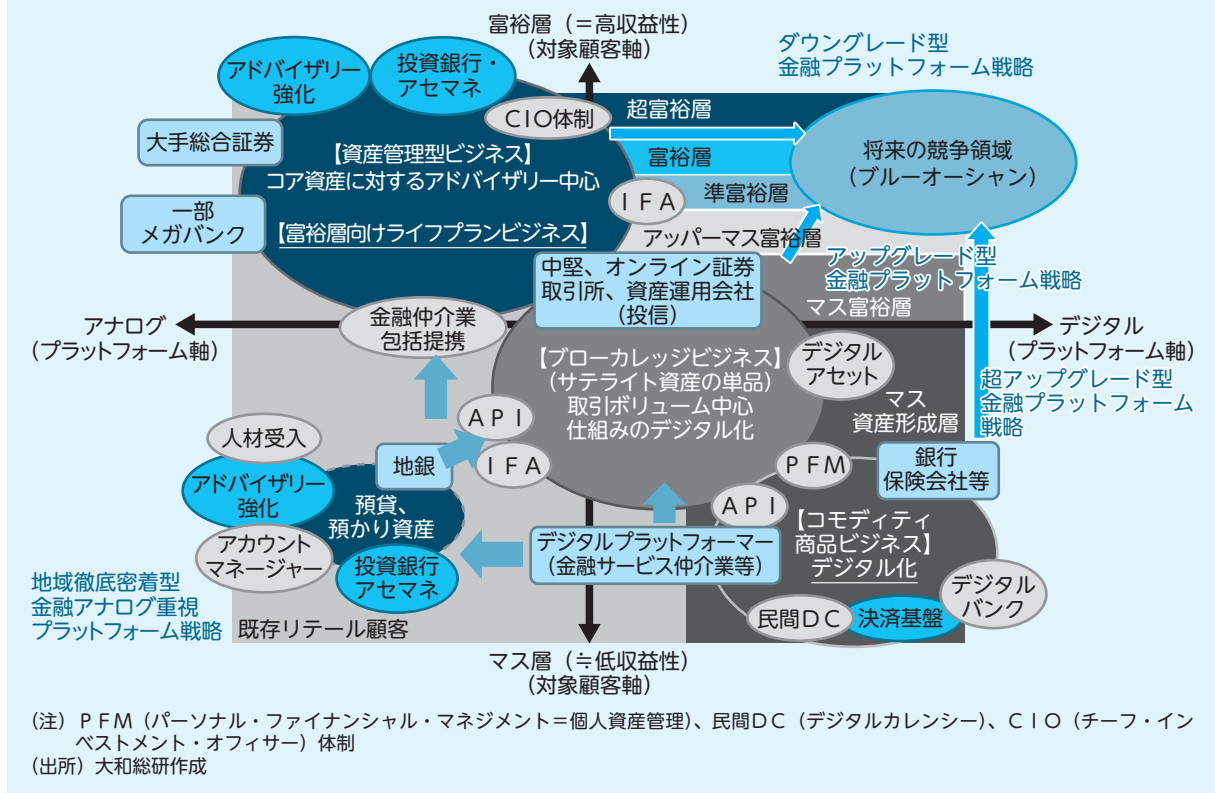 富裕層（＝高収益性）
（対象顧客軸）
ダウングレード型
金融プラットフォーム戦略
アドバイザリー
強化
投資銀行・
アセマネ
ＣＩＯ体制
超富裕層
大手総合証券
【資産管理型ビジネス】
コア資産に対するアドバイザリー中心
富裕層
将来の競争領域
（ブルーオーシャン）
ＩＦＡ
準富裕層
一部
メガバンク
【富裕層向けライフプランビジネス】
アッパーマス富裕層
中堅、オンライン証券
取引所、資産運用会社
（投信）
アップグレード型
金融プラットフォーム戦略
マス富裕層
アナログ
（プラットフォーム軸）
金融仲介業
包括提携
デジタル
（プラットフォーム軸）
【ブローカレッジビジネス】
（サテライト資産の単品）
取引ボリューム中心
仕組みのデジタル化
デジタル
アセット
超アップグレード型
金融プラットフォーム
戦略
マス
資産形成層
ＡＰＩ
人材受入
地銀
ＩＦＡ
ＰＦＭ
銀行
保険会社等
アドバイザリー
強化
預貸、
預かり資産
ＡＰＩ
【コモディティ
商品ビジネス】
デジタル化
アカウント
マネージャー
投資銀行
アセマネ
デジタルプラットフォーマー
（金融サービス仲介業等）
デジタル
バンク
地域徹底密着型
金融アナログ重視
プラットフォーム戦略
既存リテール顧客
民間ＤＣ
決済基盤
マス層（≒低収益性）
（対象顧客軸）
（注）ＰＦＭ（パーソナル・ファイナンシャル・マネジメント＝個人資産管理）、民間ＤＣ（デジタルカレンシー）、ＣＩＯ（チーフ・イン
ベストメント・オフィサー）体制
（出所）大和総研作成